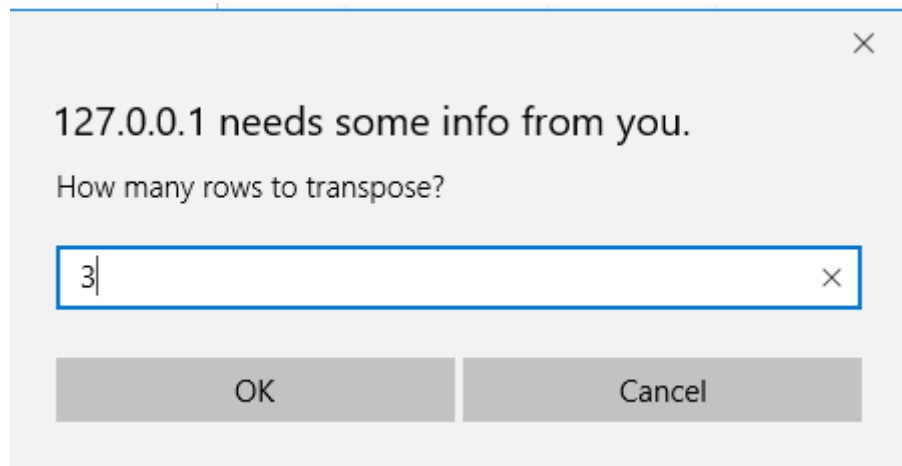 127.0.0.1 needs some info from you.
How many rows to transpose?
3
OK
Cancel